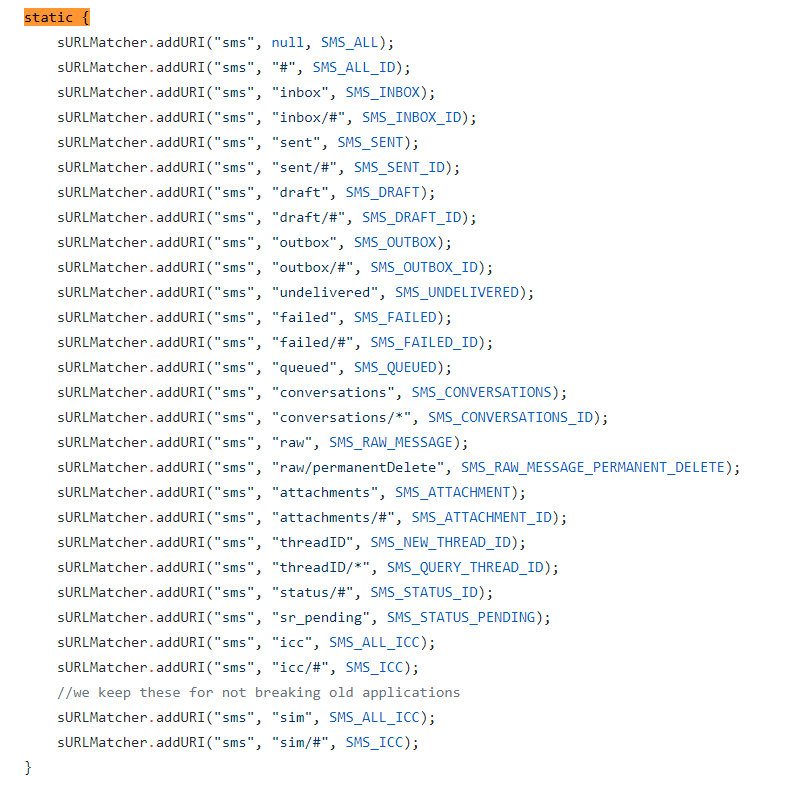 static {
    sURLMatcher.addURI("sms", null, SMS_ALL);
    sURLMatcher.addURI("sms", "#", SMS_ALL_ID);
    sURLMatcher.addURI("sms", "inbox", SMS_INBOX);
    sURLMatcher.addURI("sms", "inbox/#", SMS_INBOX_ID);
    sURLMatcher.addURI("sms", "sent", SMS_SENT);
    sURLMatcher.addURI("sms", "sent/#", SMS_SENT_ID);
    sURLMatcher.addURI("sms", "draft", SMS_DRAFT);
    sURLMatcher.addURI("sms", "draft/#", SMS_DRAFT_ID);
    sURLMatcher.addURI("sms", "outbox", SMS_OUTBOX);
    sURLMatcher.addURI("sms", "outbox/#", SMS_OUTBOX_ID);
    sURLMatcher.addURI("sms", "undelivered", SMS_UNDELIVERED);
    sURLMatcher.addURI("sms", "failed", SMS_FAILED);
    sURLMatcher.addURI("sms", "failed/#", SMS_FAILED_ID);
    sURLMatcher.addURI("sms", "queued", SMS_QUEUED);
    sURLMatcher.addURI("sms", "conversations", SMS_CONVERSATIONS);
    sURLMatcher.addURI("sms", "conversations/*", SMS_CONVERSATIONS_ID);
    sURLMatcher.addURI("sms", "raw", SMS_RAW_MESSAGE);
    sURLMatcher.addURI("sms", "raw/permanentDelete", SMS_RAW_MESSAGE_PERMANENT_DELETE);
    sURLMatcher.addURI("sms", "attachments", SMS_ATTACHMENT);
    sURLMatcher.addURI("sms", "attachments/#", SMS_ATTACHMENT_ID);
    sURLMatcher.addURI("sms", "threadID", SMS_NEW_THREAD_ID);
    sURLMatcher.addURI("sms", "threadID/*", SMS_QUERY_THREAD_ID);
    sURLMatcher.addURI("sms", "status/#", SMS_STATUS_ID);
    sURLMatcher.addURI("sms", "sr_pending", SMS_STATUS_PENDING);
    sURLMatcher.addURI("sms", "icc", SMS_ALL_ICC);
    sURLMatcher.addURI("sms", "icc/#", SMS_ICC);
    //we keep these for not breaking old applications
    sURLMatcher.addURI("sms", "sim", SMS_ALL_ICC);
    sURLMatcher.addURI("sms", "sim/#", SMS_ICC);
}